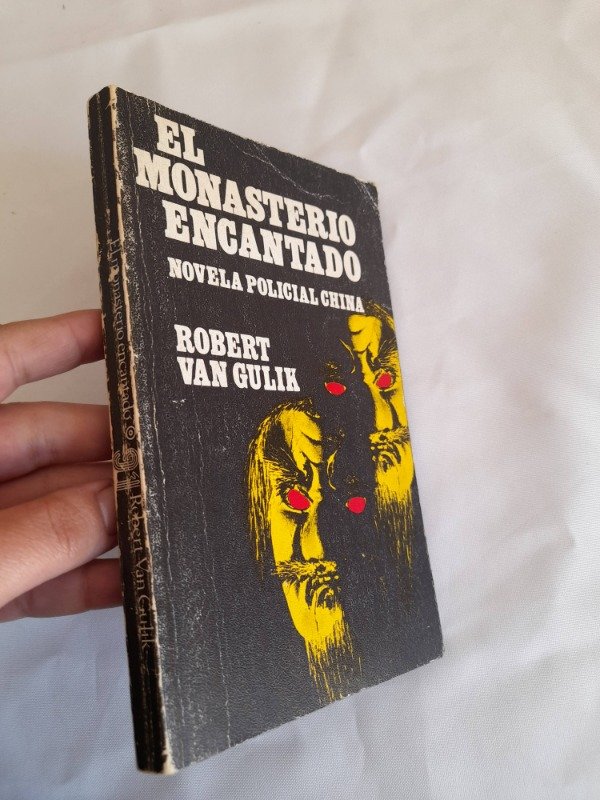 EL
MONASTERIO
ENCANTADO
NOVELA POLICIAL CHINA
ROBERT
VAN GULIK
El monasterio encantado
Robert Van Gulik